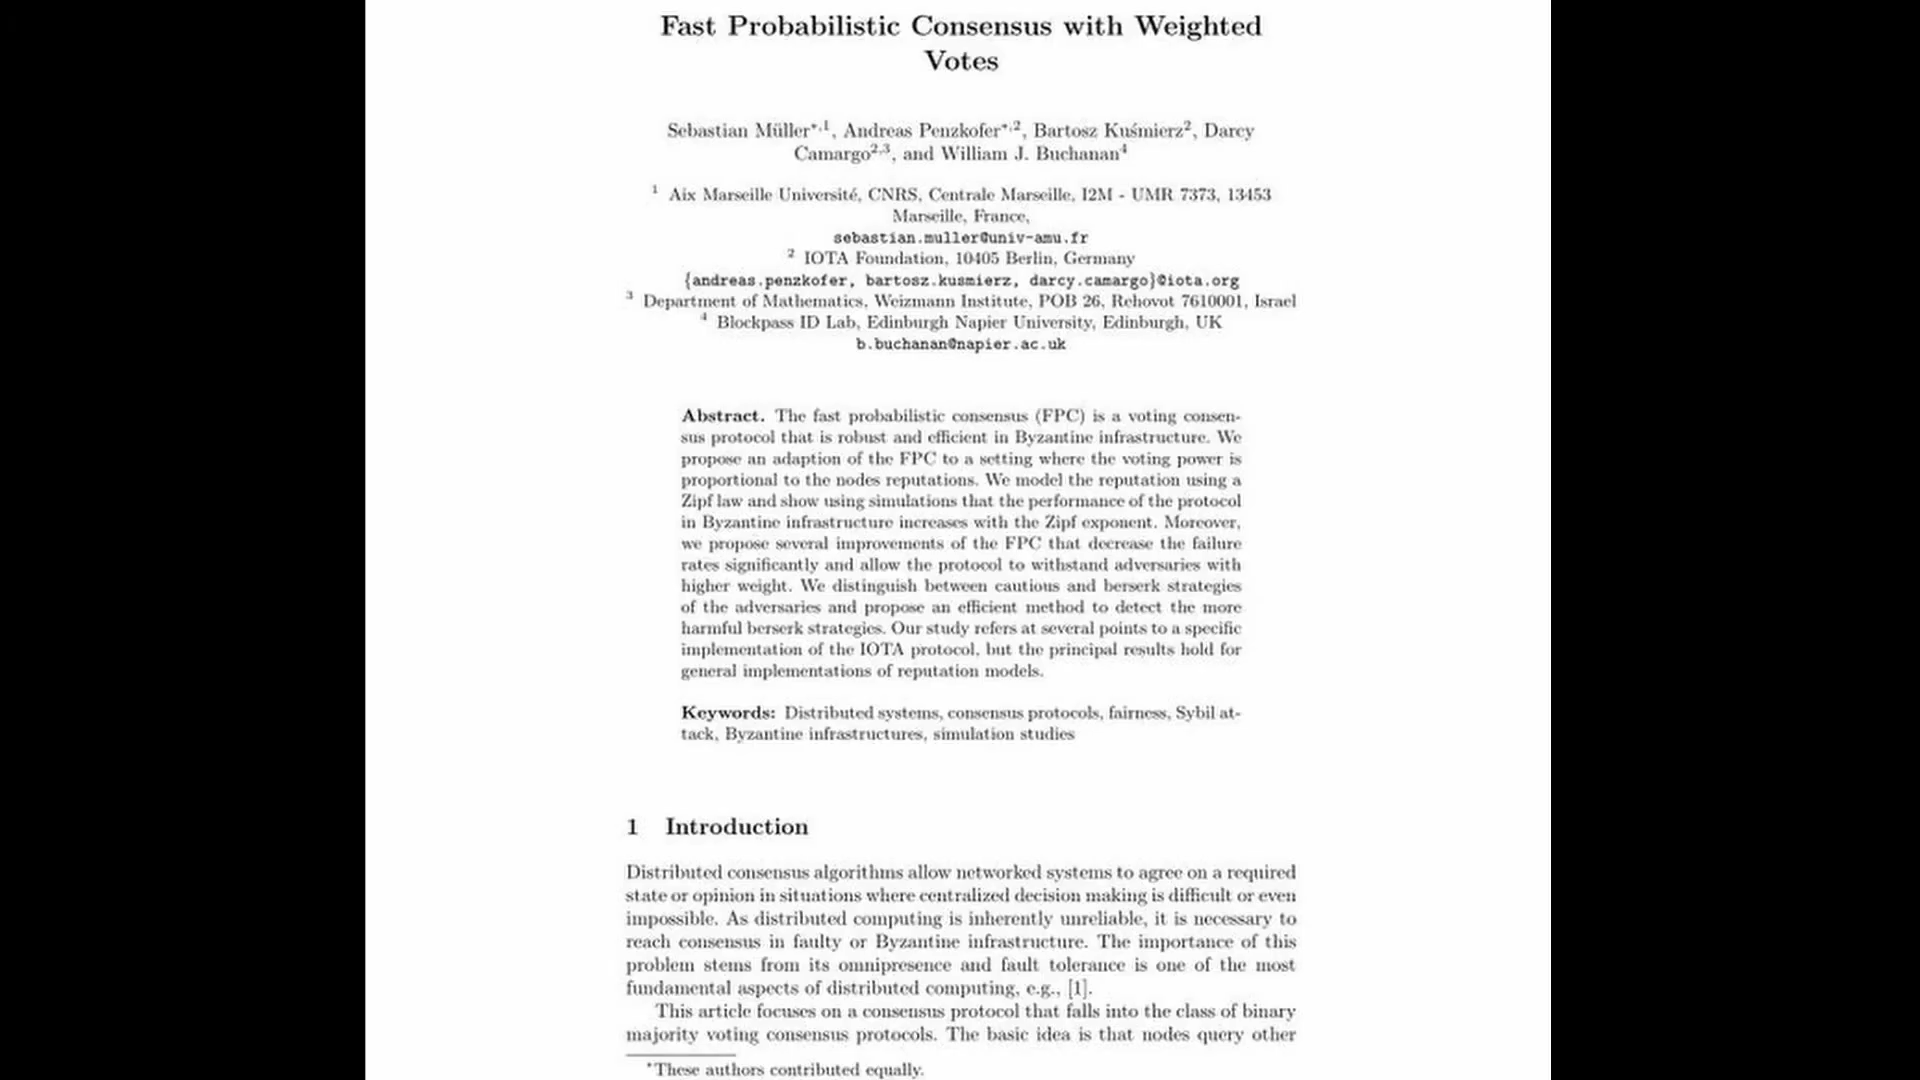 Fast Probabilistic Consensus with Weighted
Votes
Sebastian Müller*,1, Andreas Penzkofer*,2, Bartosz Kuśmierz2, Darcy
Camargo2,3, and William J. Buchanan4
1 Aix Marseille Université, CNRS, Centrale Marseille, I2M - UMR 7373, 13453
Marseille, France,
sebastian.muller@univ-amu.fr
2 IOTA Foundation, 10405 Berlin, Germany
{andreas.penzkofer, bartosz.kusmierz, darcy.camargo}@iota.org
3 Department of Mathematics, Weizmann Institute, POB 26, Rehovot 7610001, Israel
4 Blockpass ID Lab, Edinburgh Napier University, Edinburgh, UK
b.buchanan@napier.ac.uk
Abstract. The fast probabilistic consensus (FPC) is a voting consen-
sus protocol that is robust and efficient in Byzantine infrastructure. We
propose an adaption of the FPC to a setting where the voting power is
proportional to the nodes reputations. We model the reputation using a
Zipf law and show using simulations that the performance of the protocol
in Byzantine infrastructure increases with the Zipf exponent. Moreover,
we propose several improvements of the FPC that decrease the failure
rates significantly and allow the protocol to withstand adversaries with
higher weight. We distinguish between cautious and berserk strategies
of the adversaries and propose an efficient method to detect the more
harmful berserk strategies. Our study refers at several points to a specific
implementation of the IOTA protocol, but the principal results hold for
general implementations of reputation models.
Keywords: Distributed systems, consensus protocols, fairness, Sybil at-
tack, Byzantine infrastructures, simulation studies
1 Introduction
Distributed consensus algorithms allow networked systems to agree on a required
state or opinion in situations where centralized decision making is difficult or even
impossible. As distributed computing is inherently unreliable, it is necessary to
reach consensus in faulty or Byzantine infrastructure. The importance of this
problem stems from its omnipresence and fault tolerance is one of the most
fundamental aspects of distributed computing, e.g., [1].
This article focuses on a consensus protocol that falls into the class of binary
majority voting consensus protocols. The basic idea is that nodes query other
*These authors contributed equally.